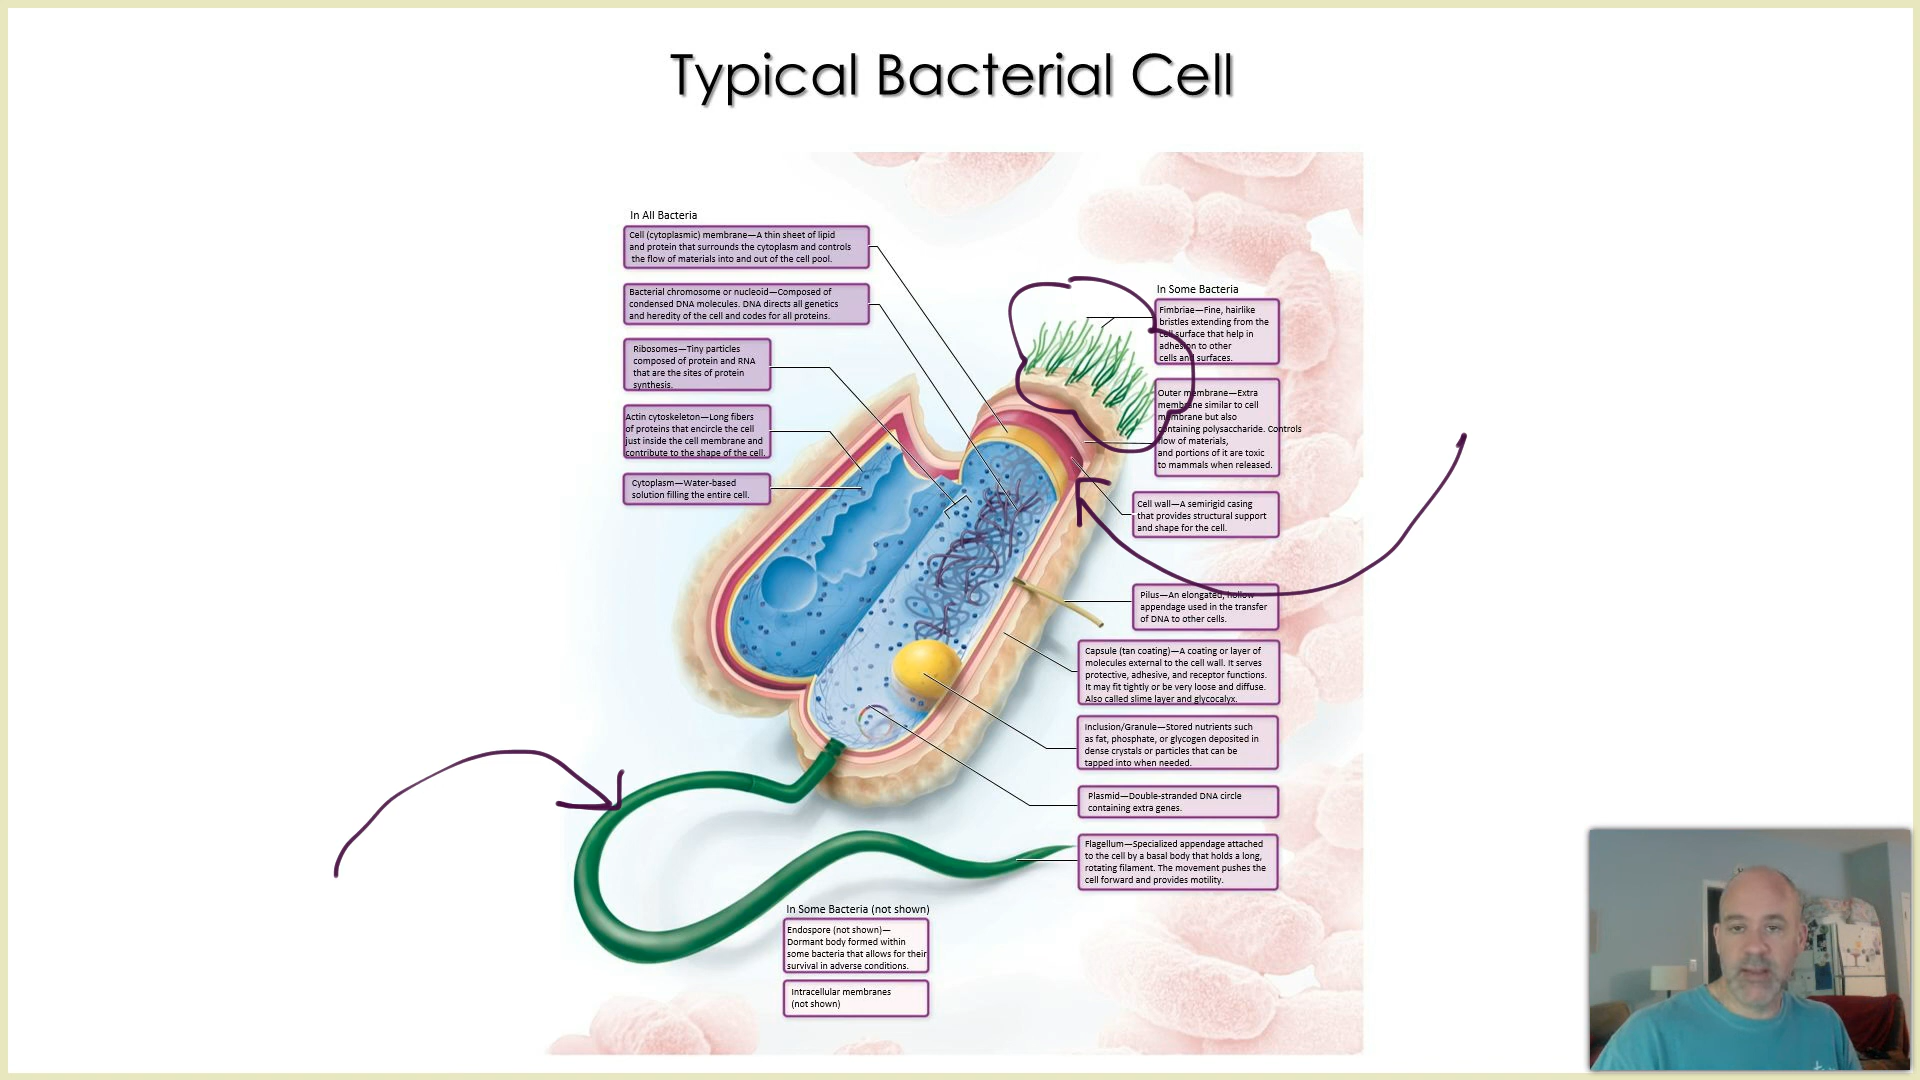 Typical Bacterial Cell
In All Bacteria
Cell (cytoplasmic) membrane—A thin sheet of lipid
and protein that surrounds the cytoplasm and controls
the flow of materials into and out of the cell pool.
Bacterial chromosome or nucleoid—Composed of
condensed DNA molecules. DNA directs all genetics
and heredity of the cell and codes for all proteins.
Ribosomes—Tiny particles
composed of protein and RNA
that are the sites of protein
synthesis.
Actin cytoskeleton—Long fibers
of proteins that encircle the cell
just inside the cell membrane and
contribute to the shape of the cell.
Cytoplasm—Water-based
solution filling the entire cell.
In Some Bacteria
Fimbriae—Fine, hairlike
bristles extending from the
cell surface that help in
adhesion to other
cells and surfaces.
Outer membrane—Extra
membrane similar to cell
membrane but also
containing polysaccharide. Controls
flow of materials,
and portions of it are toxic
to mammals when released.
Cell wall—A semirigid casing
that provides structural support
and shape for the cell.
Pilus—An elongated, hollow
appendage used in the transfer
of DNA to other cells.
Capsule (tan coating)—A coating or layer of
molecules external to the cell wall. It serves
protective, adhesive, and receptor functions.
It may fit tightly or be very loose and diffuse.
Also called slime layer and glycocalyx.
Inclusion/Granule—Stored nutrients such
as fat, phosphate, or glycogen deposited in
dense crystals or particles that can be
tapped into when needed.
Plasmid—Double-stranded DNA circle
containing extra genes.
Flagellum—Specialized appendage attached
to the cell by a basal body that holds a long,
rotating filament. The movement pushes the
cell forward and provides motility.
In Some Bacteria (not shown)
Endospore (not shown)—
Dormant body formed within
some bacteria that allows for their
survival in adverse conditions.
Intracellular membranes
(not shown)